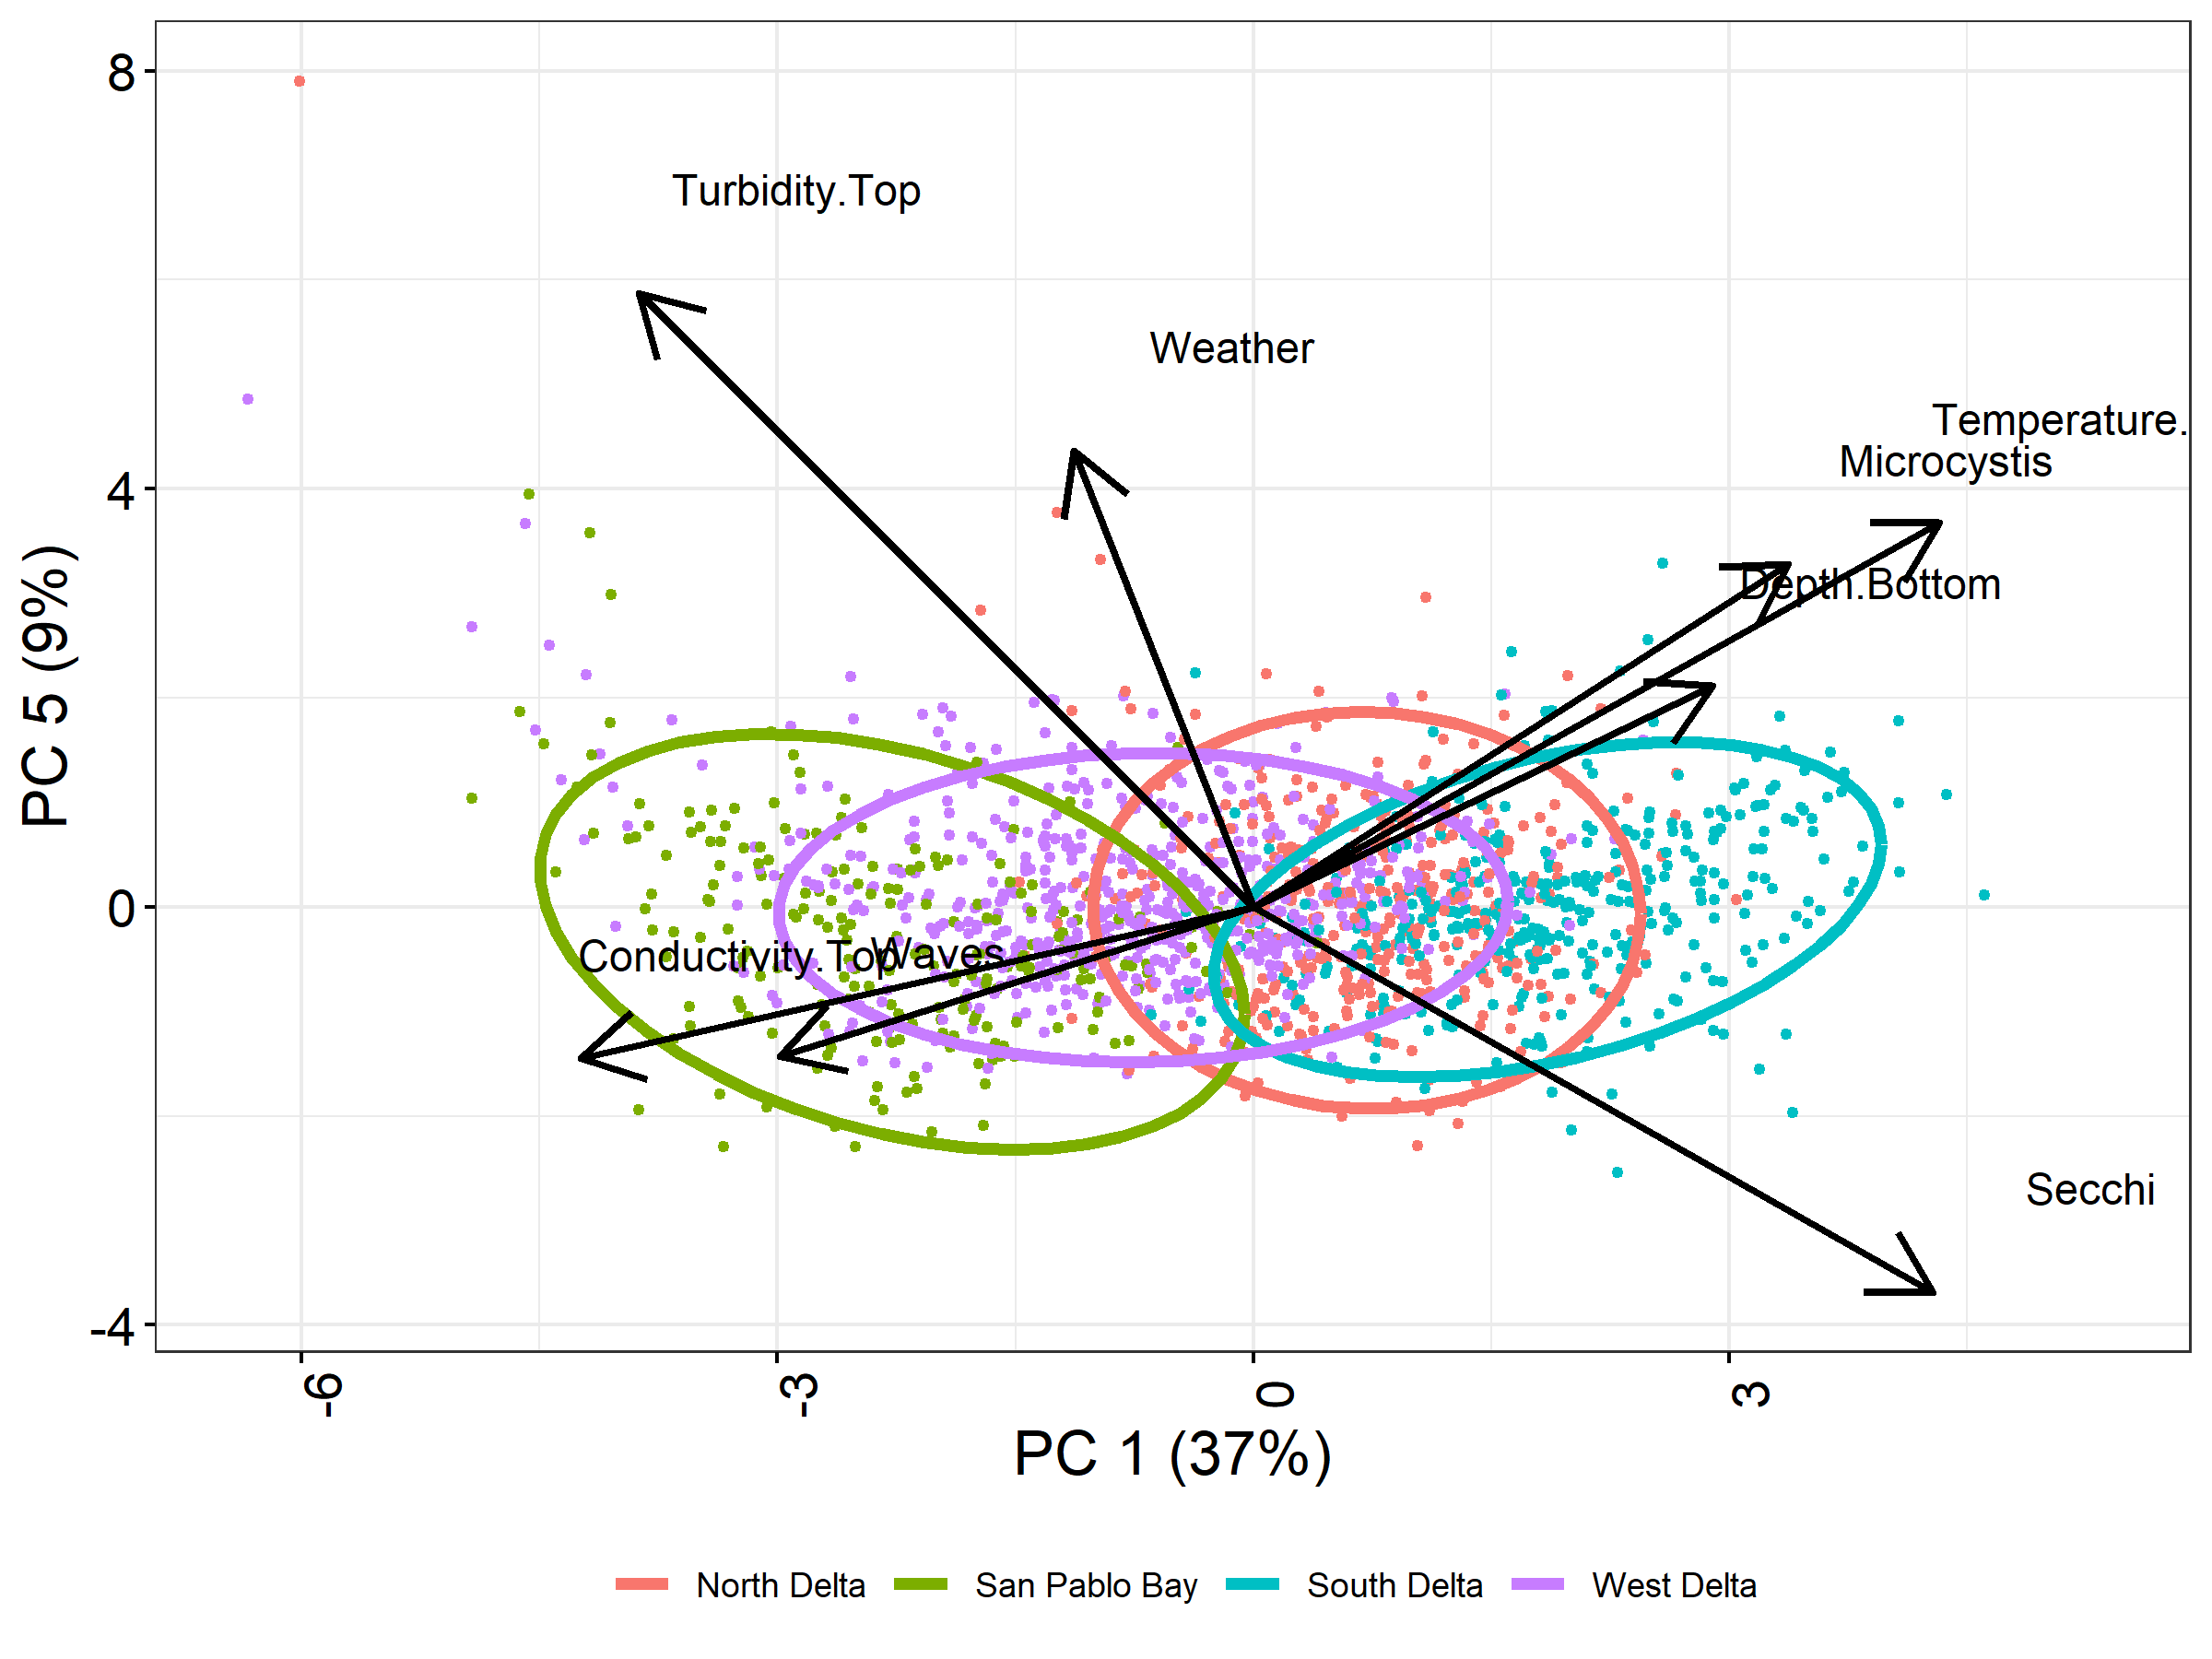 8
Turbidity.Top
Weather
Temperature.
Microcystis
4
Depth.Bottom
PC 5 (9%)
0
Conductivity.Top
Waves
Secchi
-4
-6
-3
0
3
PC 1 (37%)
North Delta
San Pablo Bay
South Delta
West Delta